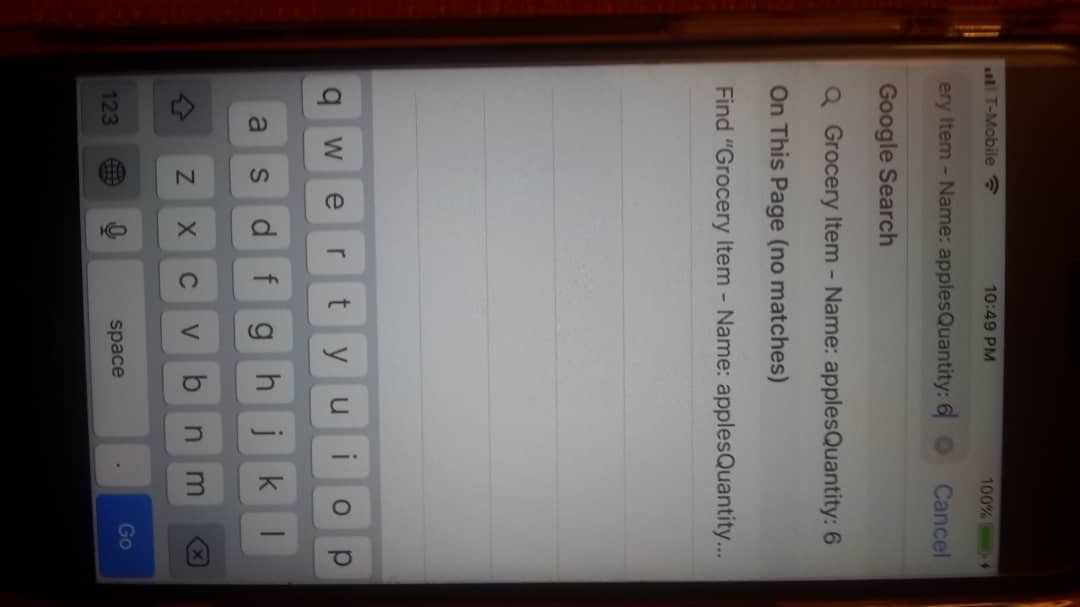 T-Mobile 10:49 PM 100%
ery Item - Name: applesQuantity: 6 Cancel
Google Search
Grocery Item - Name: applesQuantity: 6
On This Page (no matches)
Find "Grocery Item - Name: applesQuantity...
q w e r t y u i o p
a s d f g h j k l
z x c v b n m
123 space . Go